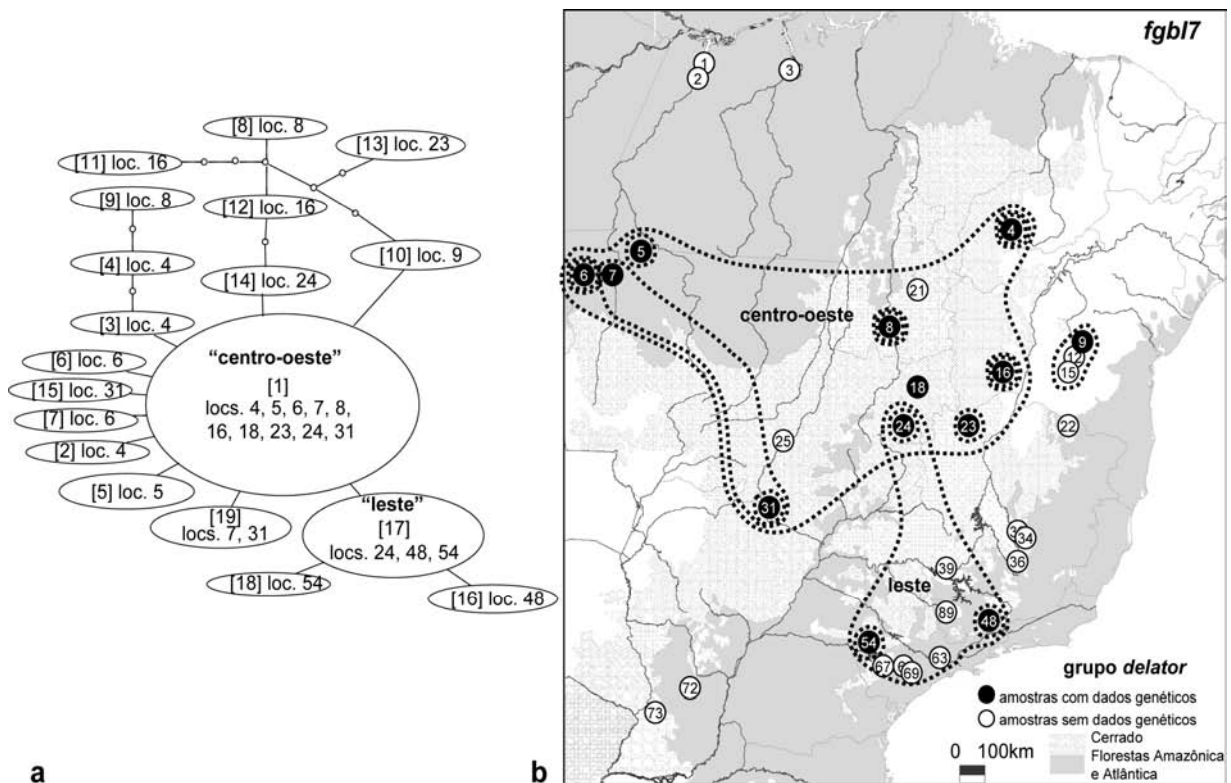 [8] loc. 8
[11] loc. 16
[13] loc. 23
[9] loc. 8
[12] loc. 16
[4] loc. 4
[10] loc. 9
[14] loc. 24
[3] loc. 4
[6] loc. 6
[15] loc. 31
[7] loc. 6
[2] loc. 4
[5] loc. 5
"centro-oeste"
[1]
locs. 4, 5, 6, 7, 8,
16, 18, 23, 24, 31
[19]
locs. 7, 31
"leste"
[17]
locs. 24, 48, 54
[18] loc. 54
[16] loc. 48
a
fgbl7
1
2
3
4
5
6
7
21
centro-oeste
8
9
12
15
16
18
24
23
22
25
31
34
36
39
leste
89
48
54
67
69
63
72
73
grupo delator
amostras com dados genéticos
amostras sem dados genéticos
Cerrado
Florestas Amazônica
e Atlântica
0 100km
b